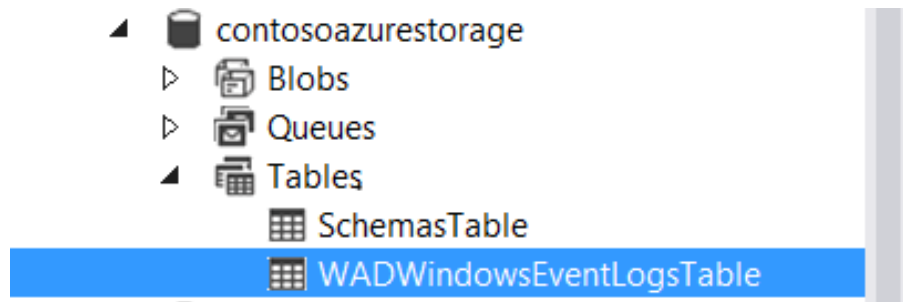 contosoazurestorage
Blobs
Queues
Tables
SchemasTable
WADWindowsEventLogsTable